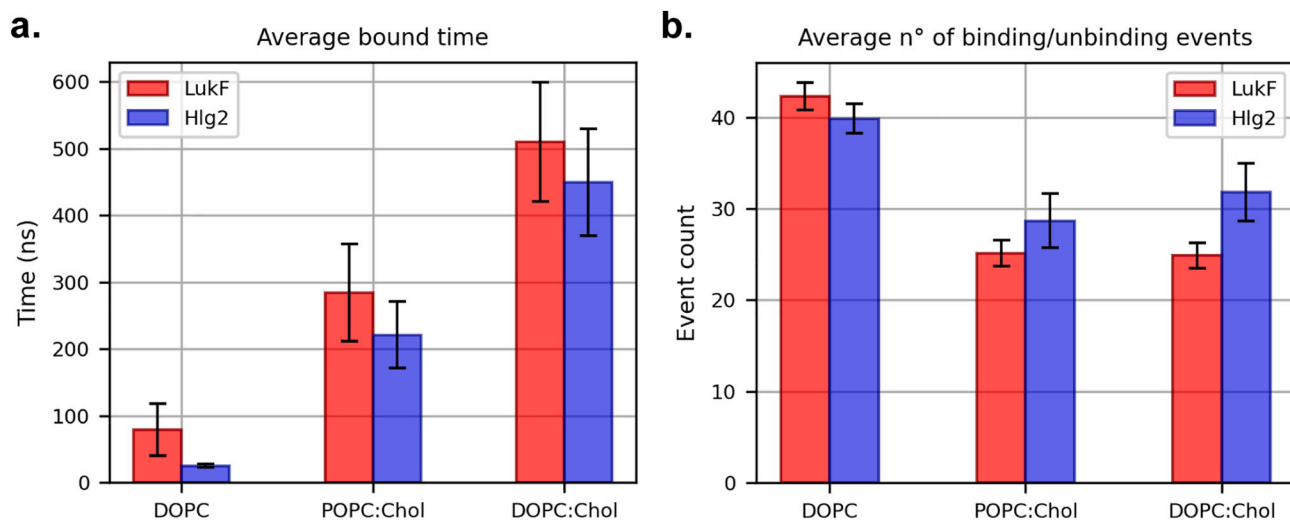 a.
Average bound time
LukF
Hlg2
Time (ns)
600
500
400
300
200
100
0
DOPC
POPC:Chol
DOPC:Chol
b.
Average n° of binding/unbinding events
LukF
Hlg2
Event count
40
30
20
10
0
DOPC
POPC:Chol
DOPC:Chol